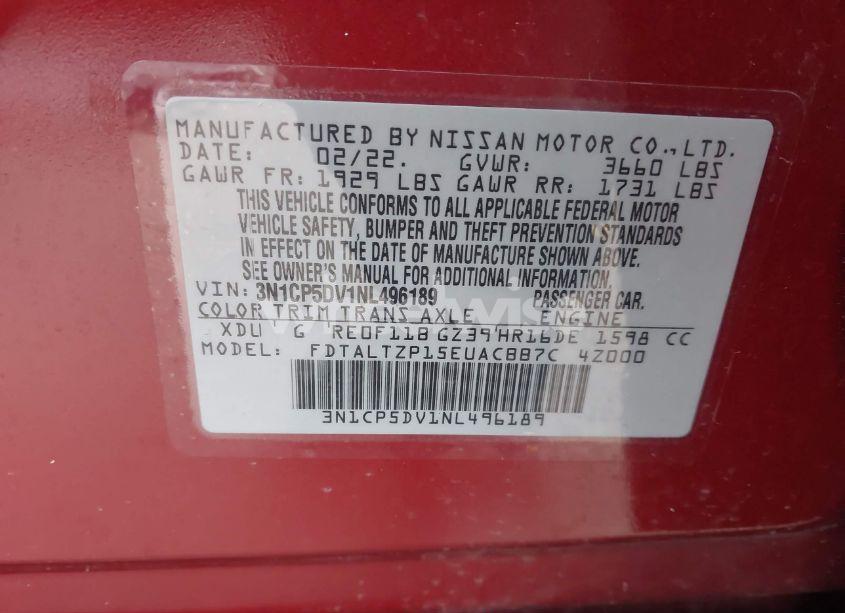 MANUFACTURED BY NISSAN MOTOR CO.,LTD.
DATE: 02/22. GVWR: 3660 LBS
GAWR FR: 1929 LBS GAWR RR: 1731 LBS
THIS VEHICLE CONFORMS TO ALL APPLICABLE FEDERAL MOTOR
VEHICLE SAFETY, BUMPER AND THEFT PREVENTION STANDARDS
IN EFFECT ON THE DATE OF MANUFACTURE SHOWN ABOVE.
SEE OWNER'S MANUAL FOR ADDITIONAL INFORMATION.
VIN: 3N1CP5DV1NL496189 PASSENGER CAR.
COLOR TRIM TRANS AXLE ENGINE
XDU G RE0F11B GZ39 HR16DE 1598 CC
MODEL: FDTALTZP15EUACBB7C 4Z000
3N1CP5DV1NL496189